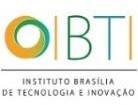 IBTI
INSTITUTO BRASÍLIA
DE TECNOLOGIA E INOVAÇÃO